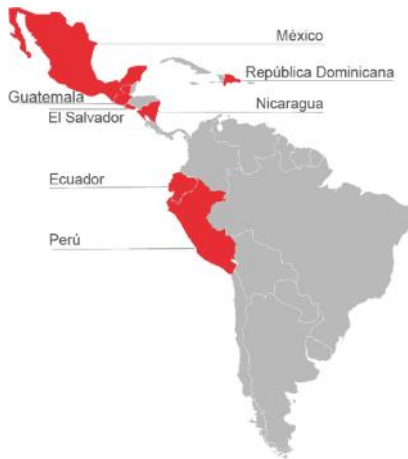 México
República Dominicana
Guatemala
Nicaragua
El Salvador
Ecuador
Perú